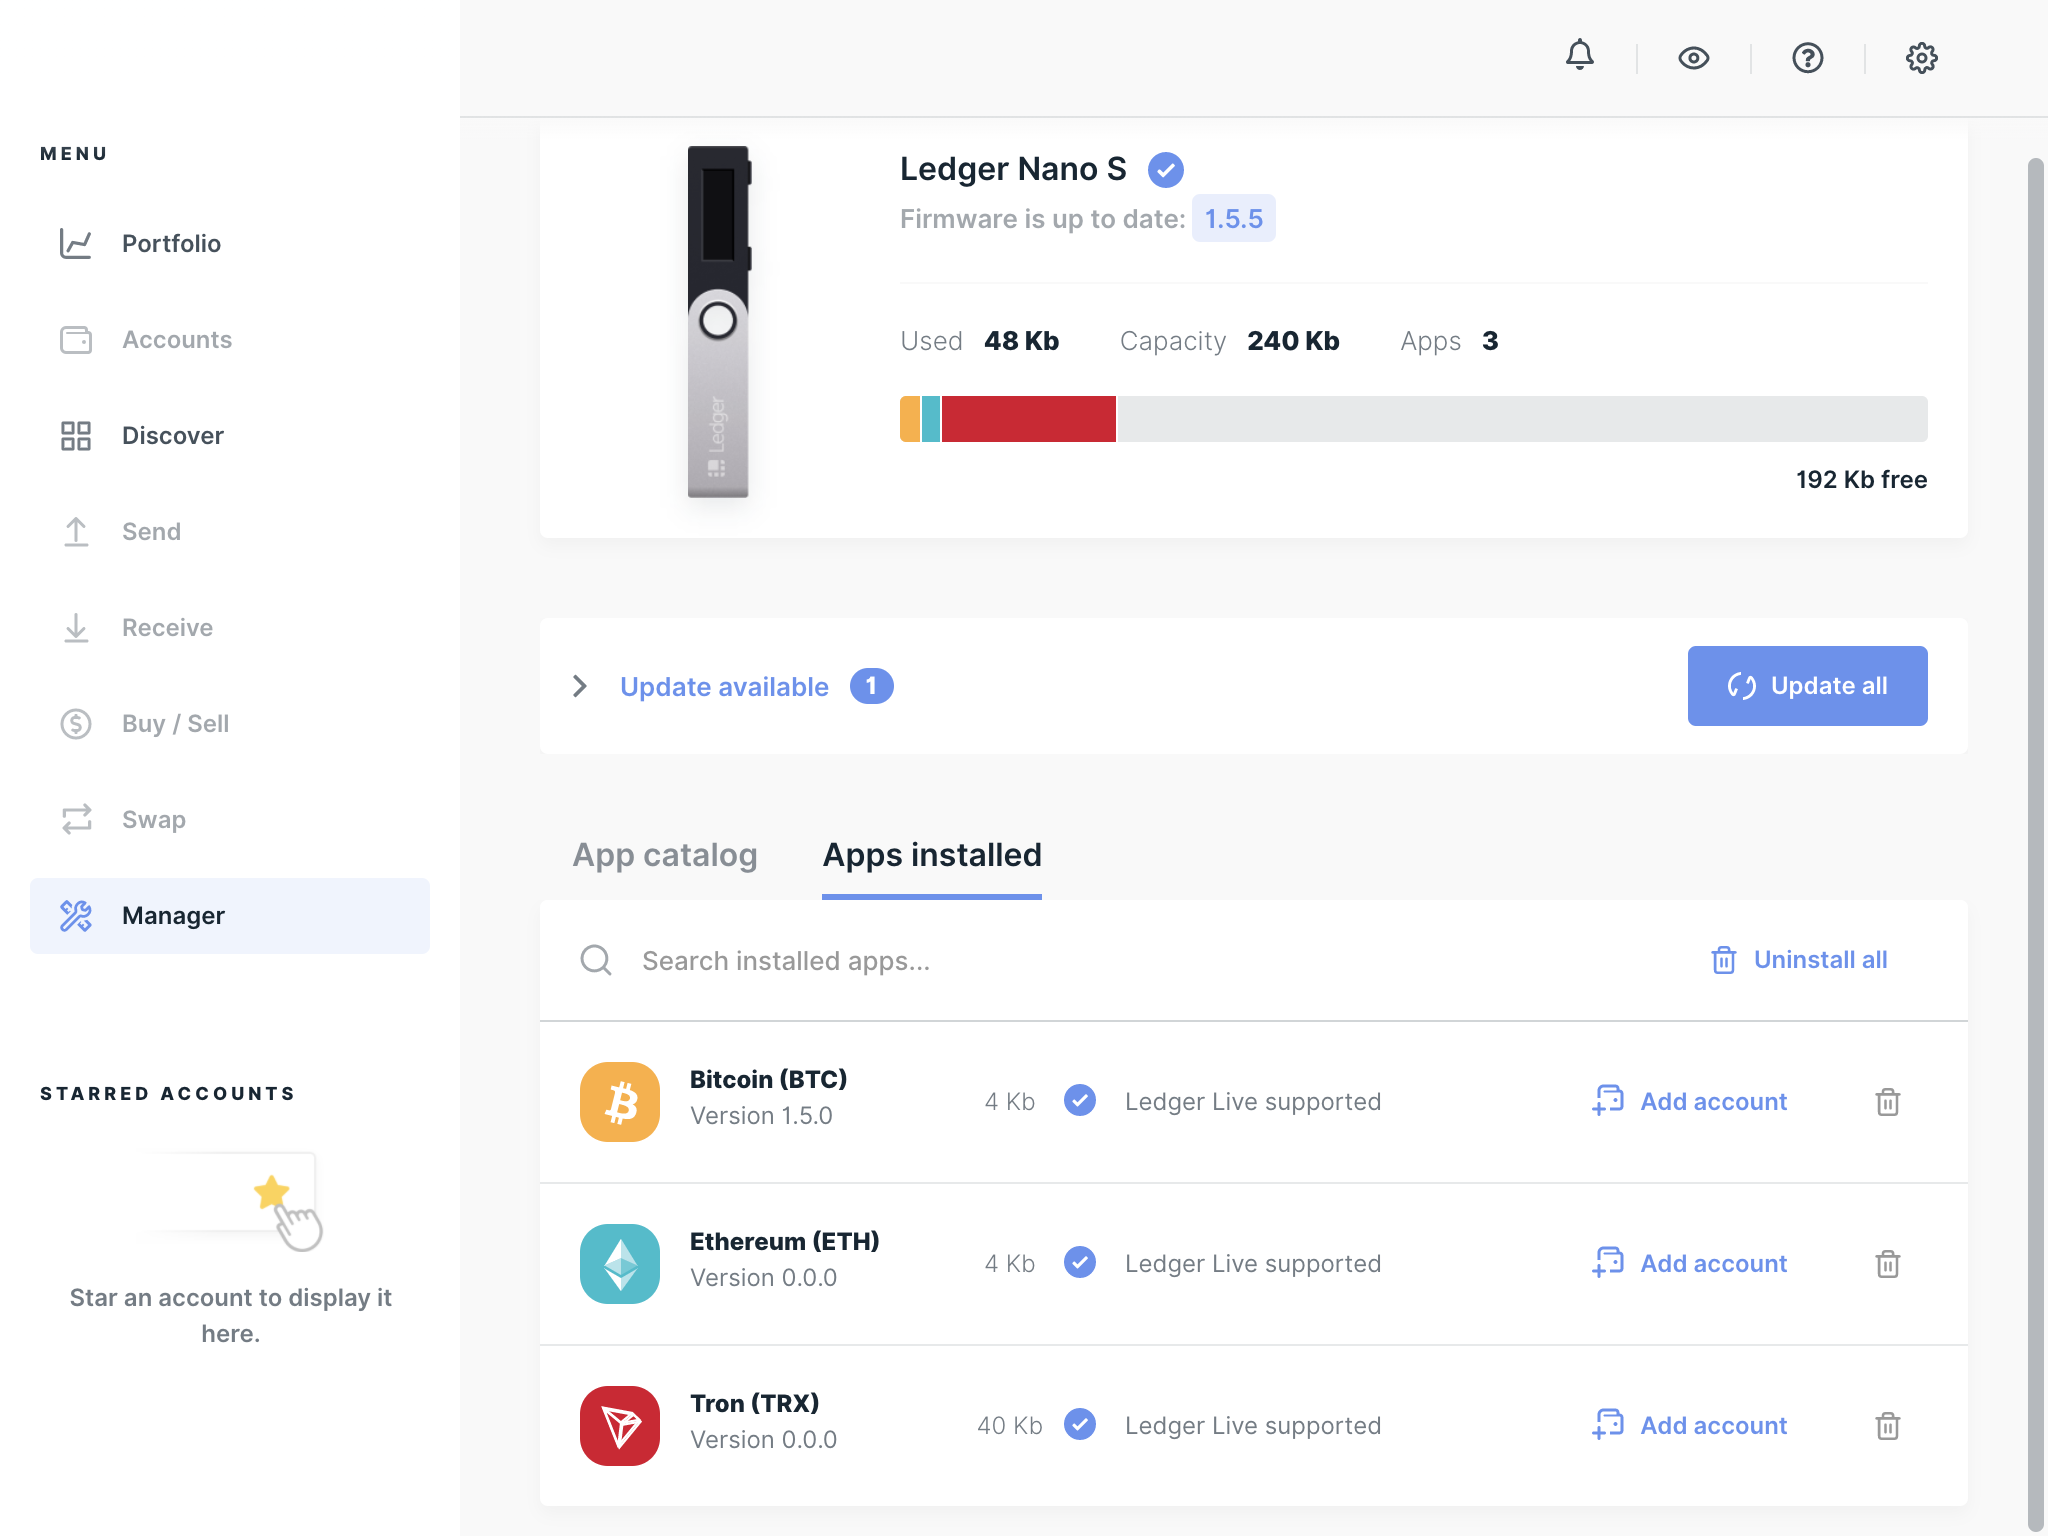 MENU
Portfolio
Accounts
Discover
Send
Receive
Buy / Sell
Swap
Manager
STARRED ACCOUNTS
Star an account to display it
here.
Ledger
Ledger Nano S
Firmware is up to date: 1.5.5
Used 48 Kb Capacity 240 Kb Apps 3
192 Kb free
Update available 1
Update all
App catalog Apps installed
Search installed apps...
Uninstall all
Bitcoin (BTC)
Version 1.5.0
4 Kb
Ledger Live supported
Add account
Ethereum (ETH)
Version 0.0.0
4 Kb
Ledger Live supported
Add account
Tron (TRX)
Version 0.0.0
40 Kb
Ledger Live supported
Add account